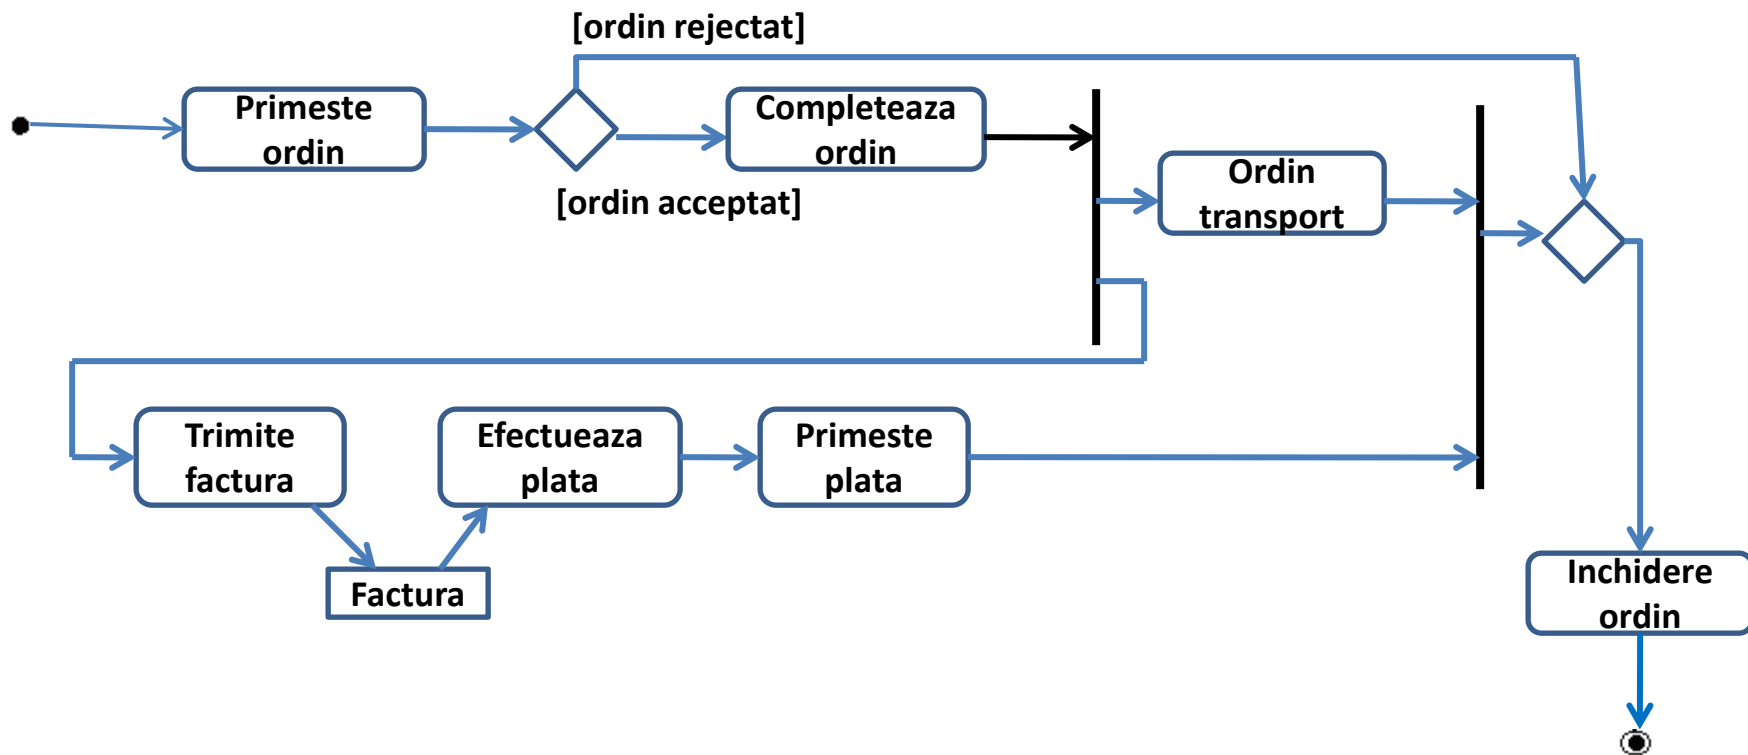 [ordin rejectat]
Primeste
ordin
Completeaza
ordin
[ordin acceptat]
Ordin
transport
Trimite
factura
Efectueaza
plata
Primeste
plata
Factura
Inchidere
ordin